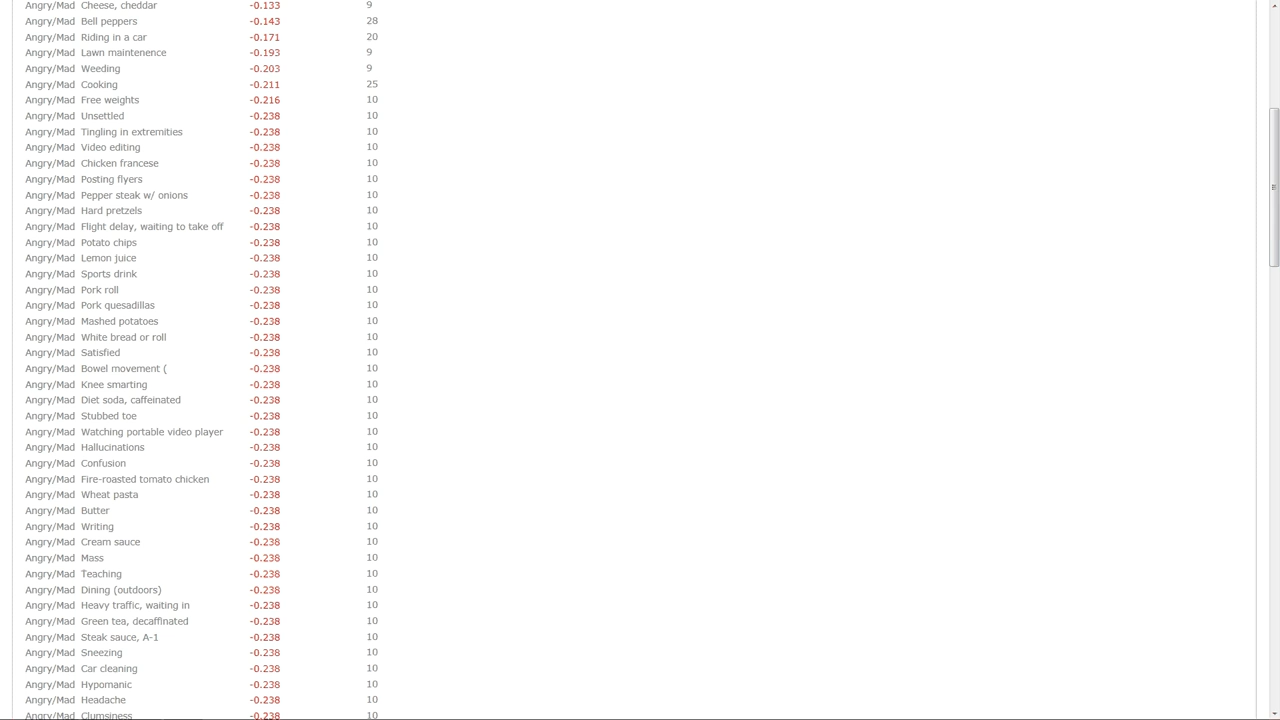 Angry/Mad Cheese, cheddar -0.133 9
Angry/Mad Bell peppers -0.143 28
Angry/Mad Riding in a car -0.171 20
Angry/Mad Lawn maintenence -0.193 9
Angry/Mad Weeding -0.203 9
Angry/Mad Cooking -0.211 25
Angry/Mad Free weights -0.216 10
Angry/Mad Unsettled -0.238 10
Angry/Mad Tingling in extremities -0.238 10
Angry/Mad Video editing -0.238 10
Angry/Mad Chicken francese -0.238 10
Angry/Mad Posting flyers -0.238 10
Angry/Mad Pepper steak w/ onions -0.238 10
Angry/Mad Hard pretzels -0.238 10
Angry/Mad Flight delay, waiting to take off -0.238 10
Angry/Mad Potato chips -0.238 10
Angry/Mad Lemon juice -0.238 10
Angry/Mad Sports drink -0.238 10
Angry/Mad Pork roll -0.238 10
Angry/Mad Pork quesadillas -0.238 10
Angry/Mad Mashed potatoes -0.238 10
Angry/Mad White bread or roll -0.238 10
Angry/Mad Satisfied -0.238 10
Angry/Mad Bowel movement ( -0.238 10
Angry/Mad Knee smarting -0.238 10
Angry/Mad Diet soda, caffeinated -0.238 10
Angry/Mad Stubbed toe -0.238 10
Angry/Mad Watching portable video player -0.238 10
Angry/Mad Hallucinations -0.238 10
Angry/Mad Confusion -0.238 10
Angry/Mad Fire-roasted tomato chicken -0.238 10
Angry/Mad Wheat pasta -0.238 10
Angry/Mad Butter -0.238 10
Angry/Mad Writing -0.238 10
Angry/Mad Cream sauce -0.238 10
Angry/Mad Mass -0.238 10
Angry/Mad Teaching -0.238 10
Angry/Mad Dining (outdoors) -0.238 10
Angry/Mad Heavy traffic, waiting in -0.238 10
Angry/Mad Green tea, decaffinated -0.238 10
Angry/Mad Steak sauce, A-1 -0.238 10
Angry/Mad Sneezing -0.238 10
Angry/Mad Car cleaning -0.238 10
Angry/Mad Hypomanic -0.238 10
Angry/Mad Headache -0.238 10
Angry/Mad Clumsiness -0.238 10